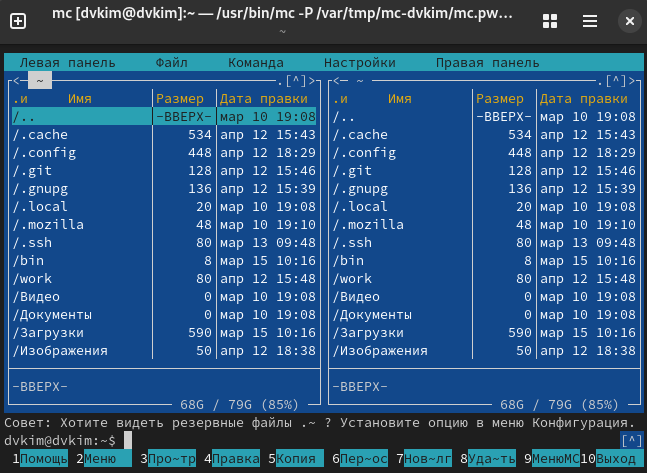 mc [dvkim@dvkim]:~ — /usr/bin/mc -P /var/tmp/mc-dvkim/mc.pw…
~
Левая панель Файл Команда Настройки Правая панель
<─ ~ .[^]> <─ ~ .[^]>
.и Имя Размер Дата правки .и Имя Размер Дата правки
/.. -ВВЕРХ- мар 10 19:08 /.. -ВВЕРХ- мар 10 19:08
/.cache 534 апр 12 15:43 /.cache 534 апр 12 15:43
/.config 448 апр 12 18:29 /.config 448 апр 12 18:29
/.git 128 апр 12 15:46 /.git 128 апр 12 15:46
/.gnupg 136 апр 12 15:39 /.gnupg 136 апр 12 15:39
/.local 20 мар 10 19:08 /.local 20 мар 10 19:08
/.mozilla 48 мар 10 19:10 /.mozilla 48 мар 10 19:10
/.ssh 80 мар 13 09:48 /.ssh 80 мар 13 09:48
/bin 8 мар 15 10:16 /bin 8 мар 15 10:16
/work 80 апр 12 15:48 /work 80 апр 12 15:48
/Видео 0 мар 10 19:08 /Видео 0 мар 10 19:08
/Документы 0 мар 10 19:08 /Документы 0 мар 10 19:08
/Загрузки 590 мар 15 10:16 /Загрузки 590 мар 15 10:16
/Изображения 50 апр 12 18:38 /Изображения 50 апр 12 18:38
-ВВЕРХ- -ВВЕРХ-
68G / 79G (85%) 68G / 79G (85%)
Совет: Хотите видеть резервные файлы .~ ? Установите опцию в меню Конфигурация.
dvkim@dvkim:~$ [^]
1Помощь 2Меню 3Про~тр 4Правка 5Копия 6Пер~ос 7Нов~лг 8Уда~ть 9МенюMC 10Выход